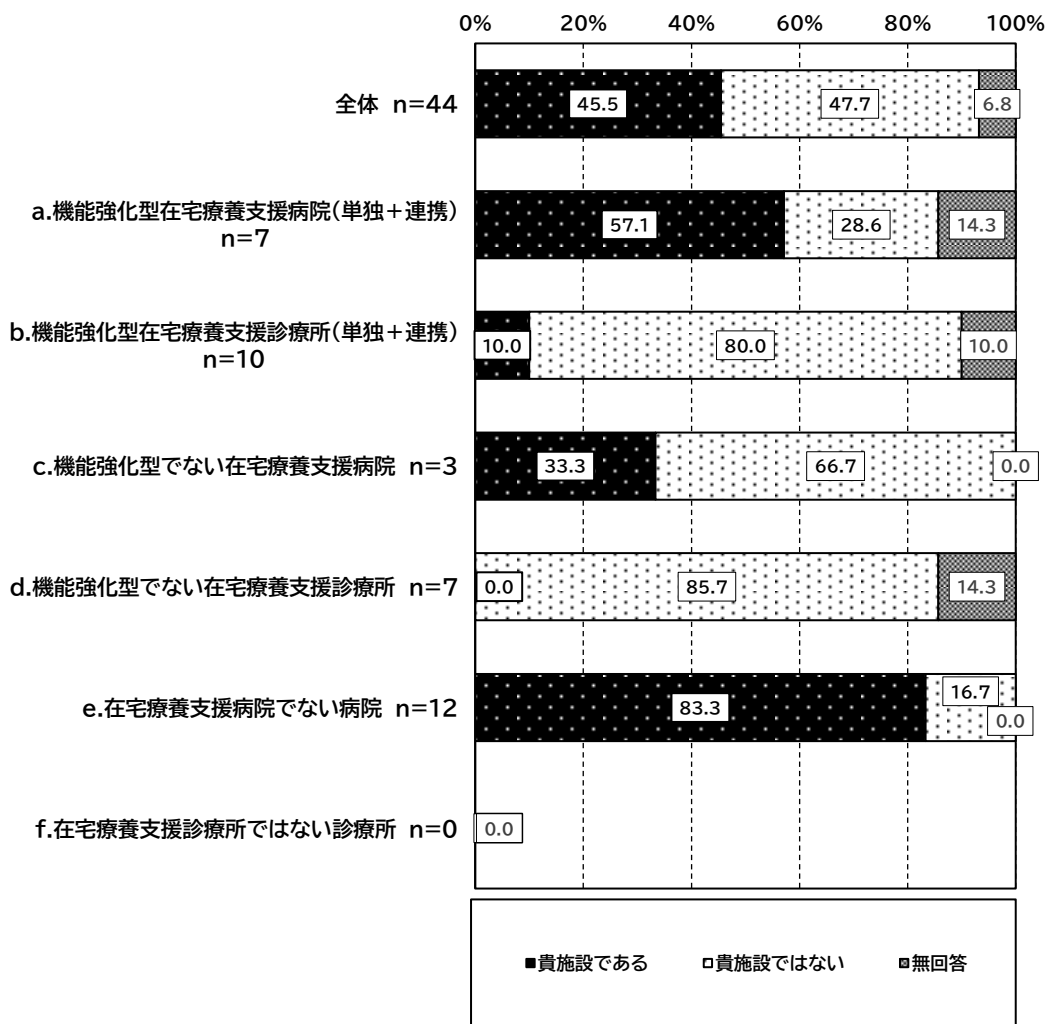 0% 20% 40% 60% 80% 100%
全体 n=44
45.5 47.7 6.8
a.機能強化型在宅療養支援病院(単独+連携)
n=7
57.1 28.6 14.3
b.機能強化型在宅療養支援診療所(単独+連携)
n=10
10.0 80.0 10.0
c.機能強化型でない在宅療養支援病院 n=3
33.3 66.7 0.0
d.機能強化型でない在宅療養支援診療所 n=7
0.0 85.7 14.3
e.在宅療養支援病院でない病院 n=12
83.3 16.7 0.0
f.在宅療養支援診療所ではない診療所 n=0
0.0
■貴施設である □貴施設ではない ▩無回答